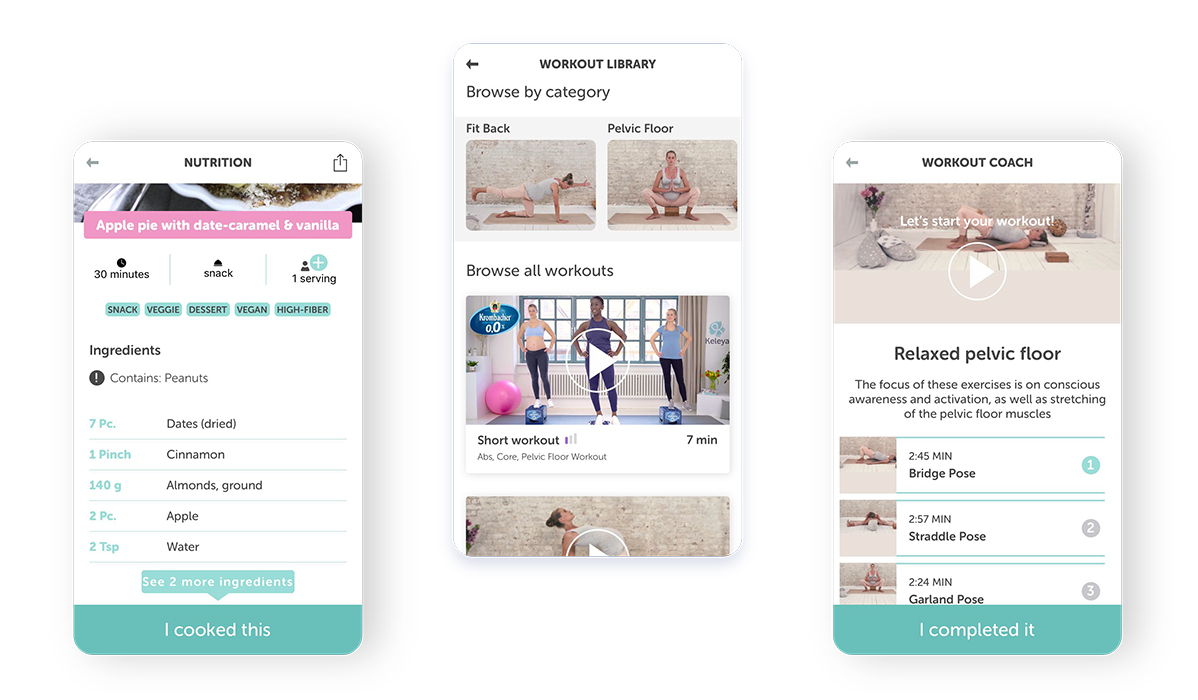 NUTRITION
Apple pie with date-caramel & vanilla
30 minutes
snack
1 serving
SNACK
VEGGIE
DESSERT
VEGAN
HIGH-FIBER
Ingredients
Contains: Peanuts
7 Pc. Dates (dried)
1 Pinch Cinnamon
140 g Almonds, ground
2 Pc. Apple
2 Tsp Water
See 2 more ingredients
I cooked this
WORKOUT LIBRARY
Browse by category
Fit Back
Pelvic Floor
Browse all workouts
Krombacher
0.0%
Keleya
Short workout
7 min
Abs, Core, Pelvic Floor Workout
WORKOUT COACH
Let's start your workout!
Relaxed pelvic floor
The focus of these exercises is on conscious
awareness and activation, as well as stretching
of the pelvic floor muscles
2:45 MIN
Bridge Pose
1
2:57 MIN
Straddle Pose
2
2:24 MIN
Garland Pose
3
I completed it